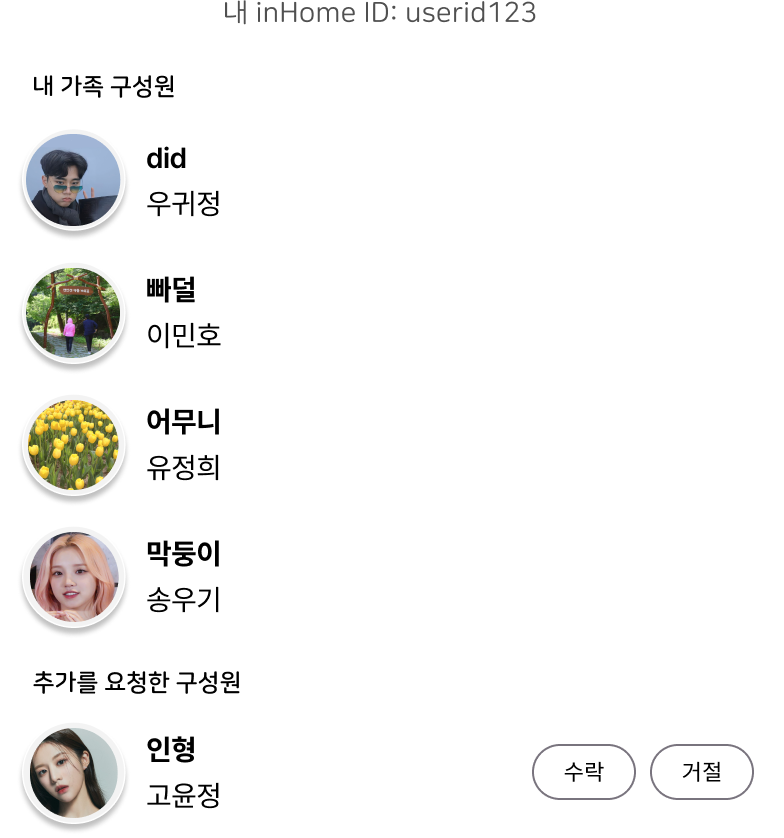 내 inHome ID: userid123
내 가족 구성원
did
우귀정
빠덜
이민호
어무니
유정희
막둥이
송우기
추가를 요청한 구성원
인형
고윤정
수락
거절